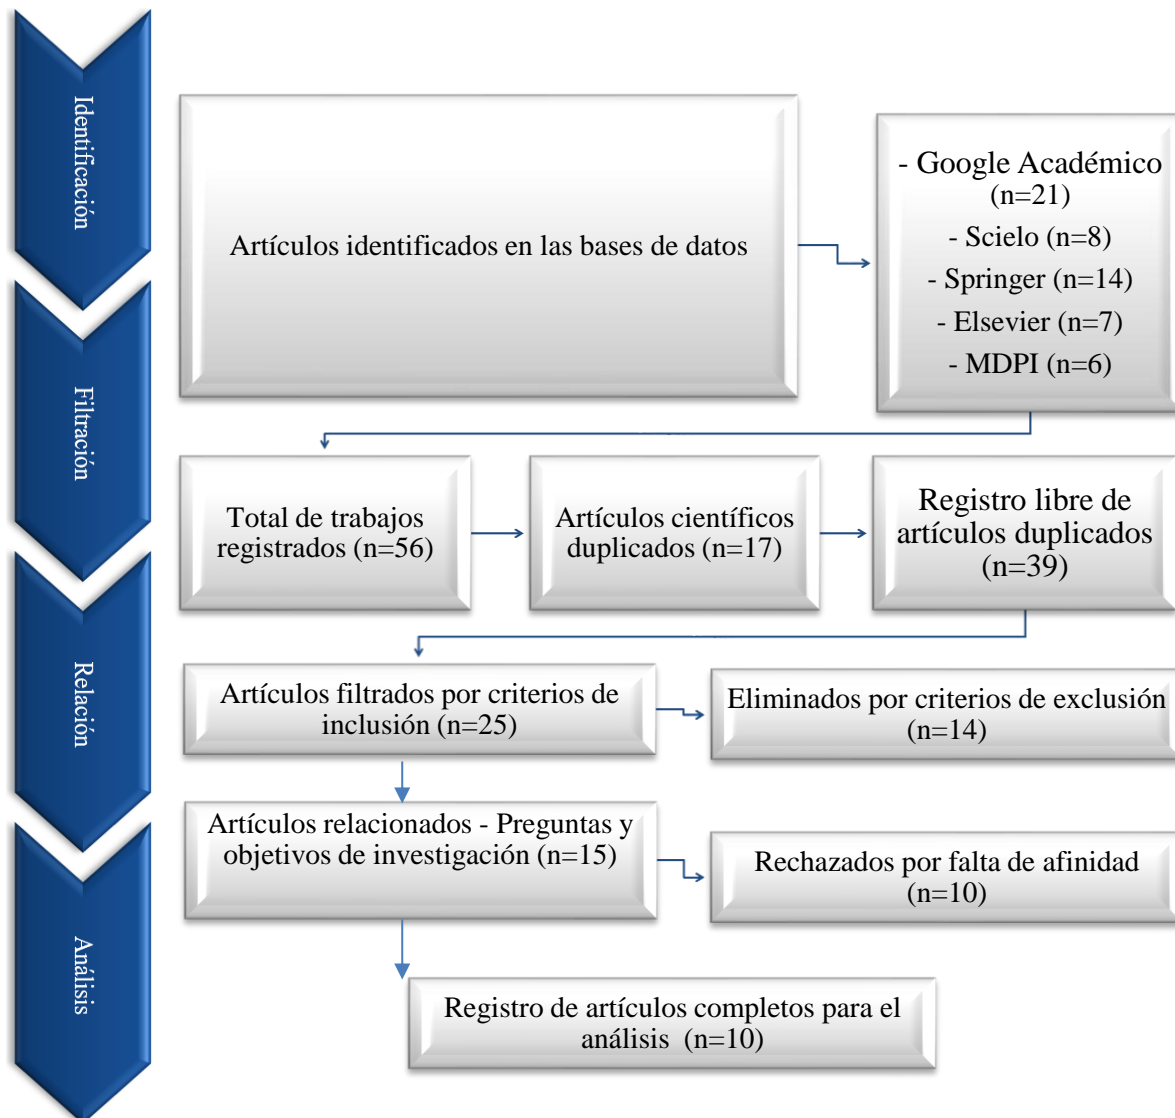 Identificación
Artículos identificados en las bases de datos
- Google Académico
(n=21)
- Scielo (n=8)
- Springer (n=14)
- Elsevier (n=7)
- MDPI (n=6)
Filtración
Total de trabajos
registrados (n=56)
Artículos científicos
duplicados (n=17)
Registro libre de
artículos duplicados
(n=39)
Relación
Artículos filtrados por criterios de
inclusión (n=25)
Eliminados por criterios de exclusión
(n=14)
Artículos relacionados - Preguntas y
objetivos de investigación (n=15)
Rechazados por falta de afinidad
(n=10)
Análisis
Registro de artículos completos para el
análisis  (n=10)